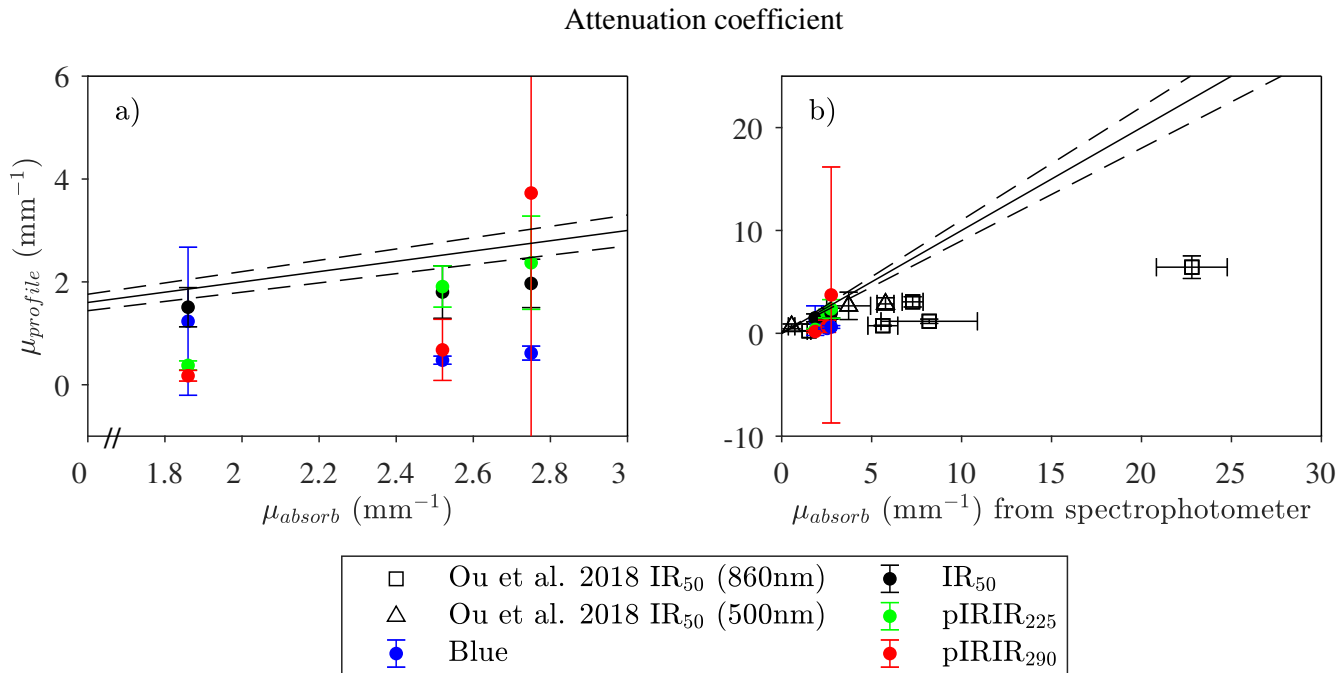 Attenuation coefficient
a)
6
4
2
0
μprofile (mm⁻¹)
0 1.8 2 2.2 2.4 2.6 2.8 3
μabsorb (mm⁻¹)
b)
20
10
0
-10
0 5 10 15 20 25 30
μabsorb (mm⁻¹) from spectrophotometer
Ou et al. 2018 IR₅₀ (860nm)
Ou et al. 2018 IR₅₀ (500nm)
Blue
IR₅₀
pIRIR₂₂₅
pIRIR₂₉₀